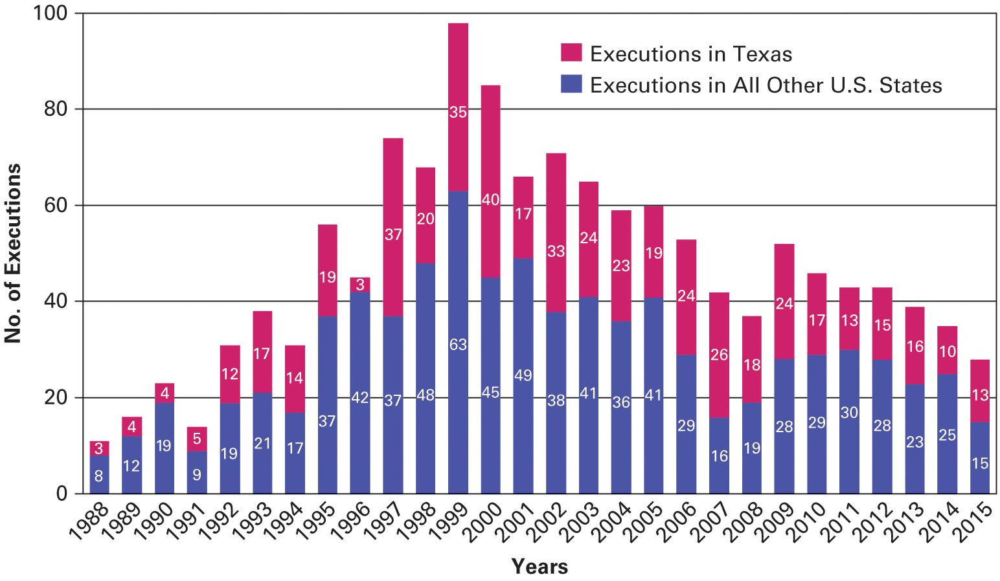 100
80
60
40
20
0
No. of Executions
Executions in Texas
Executions in All Other U.S. States
3 4 4 5 12 17 14 19 3 37 20 35 40 17 33 24 23 19 24 26 18 24 17 13 15 16 10 13
8 12 19 9 19 21 17 37 42 37 48 63 45 49 38 41 36 41 29 16 19 28 29 30 28 23 25 15
1988 1989 1990 1991 1992 1993 1994 1995 1996 1997 1998 1999 2000 2001 2002 2003 2004 2005 2006 2007 2008 2009 2010 2011 2012 2013 2014 2015
Years